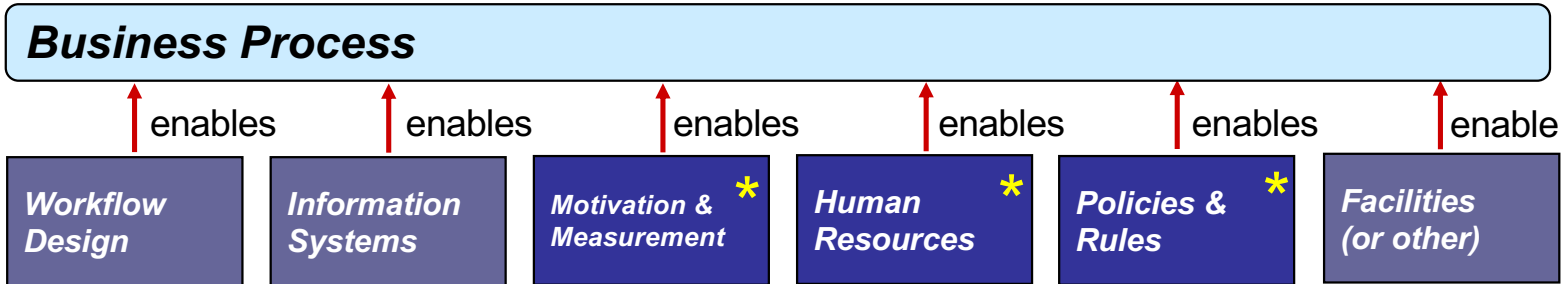 Business Process
enables enables enables enables enables enable
Workflow
Design
Information
Systems
Motivation & *
Measurement
Human *
Resources
Policies & *
Rules
Facilities
(or other)